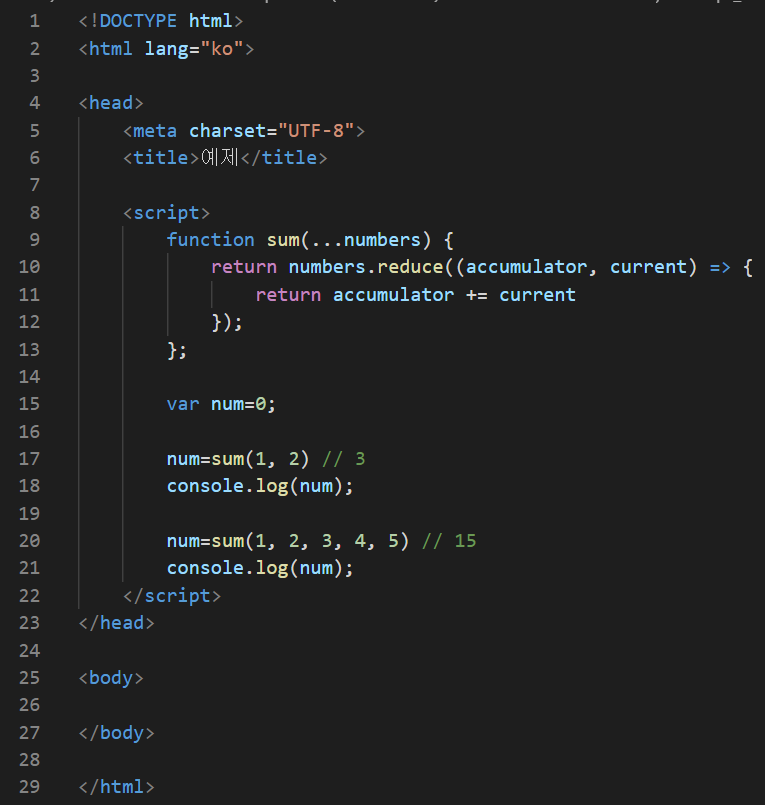 1 <!DOCTYPE html>
2 <html lang="ko">
3
4 <head>
5     <meta charset="UTF-8">
6     <title>예제</title>
7
8     <script>
9         function sum(...numbers) {
10             return numbers.reduce((accumulator, current) => {
11                 return accumulator += current
12             });
13         };
14
15         var num=0;
16
17         num=sum(1, 2) // 3
18         console.log(num);
19
20         num=sum(1, 2, 3, 4, 5) // 15
21         console.log(num);
22     </script>
23 </head>
24
25 <body>
26
27 </body>
28
29 </html>